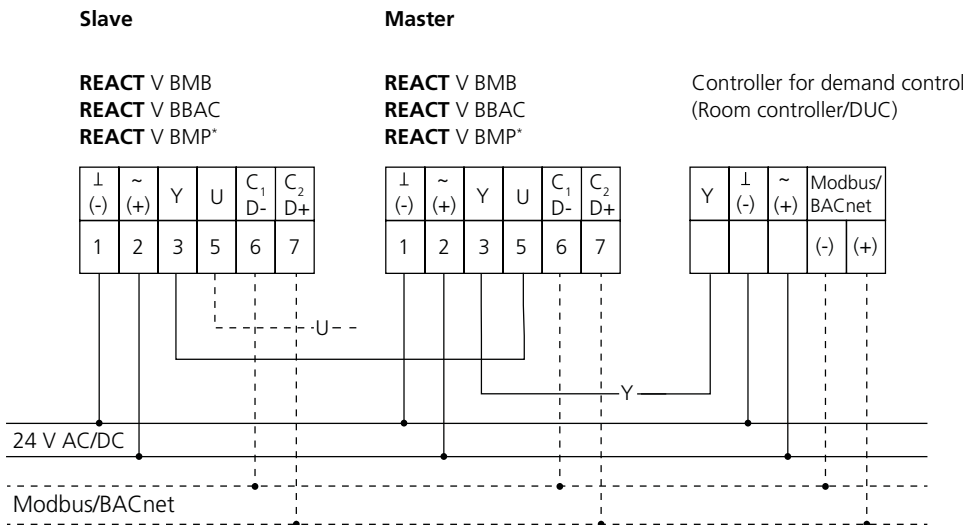 Slave
Master
REACT V BMB
REACT V BBAC
REACT V BMP*
REACT V BMB
REACT V BBAC
REACT V BMP*
Controller for demand control
(Room controller/DUC)
⊥ ~ Y U C₁ C₂
(-) (+) D- D+
1 2 3 5 6 7
⊥ ~ Y U C₁ C₂
(-) (+) D- D+
1 2 3 5 6 7
Y ⊥ ~ Modbus/
(-) (+) BACnet
(-) (+)
U
Y
24 V AC/DC
Modbus/BACnet